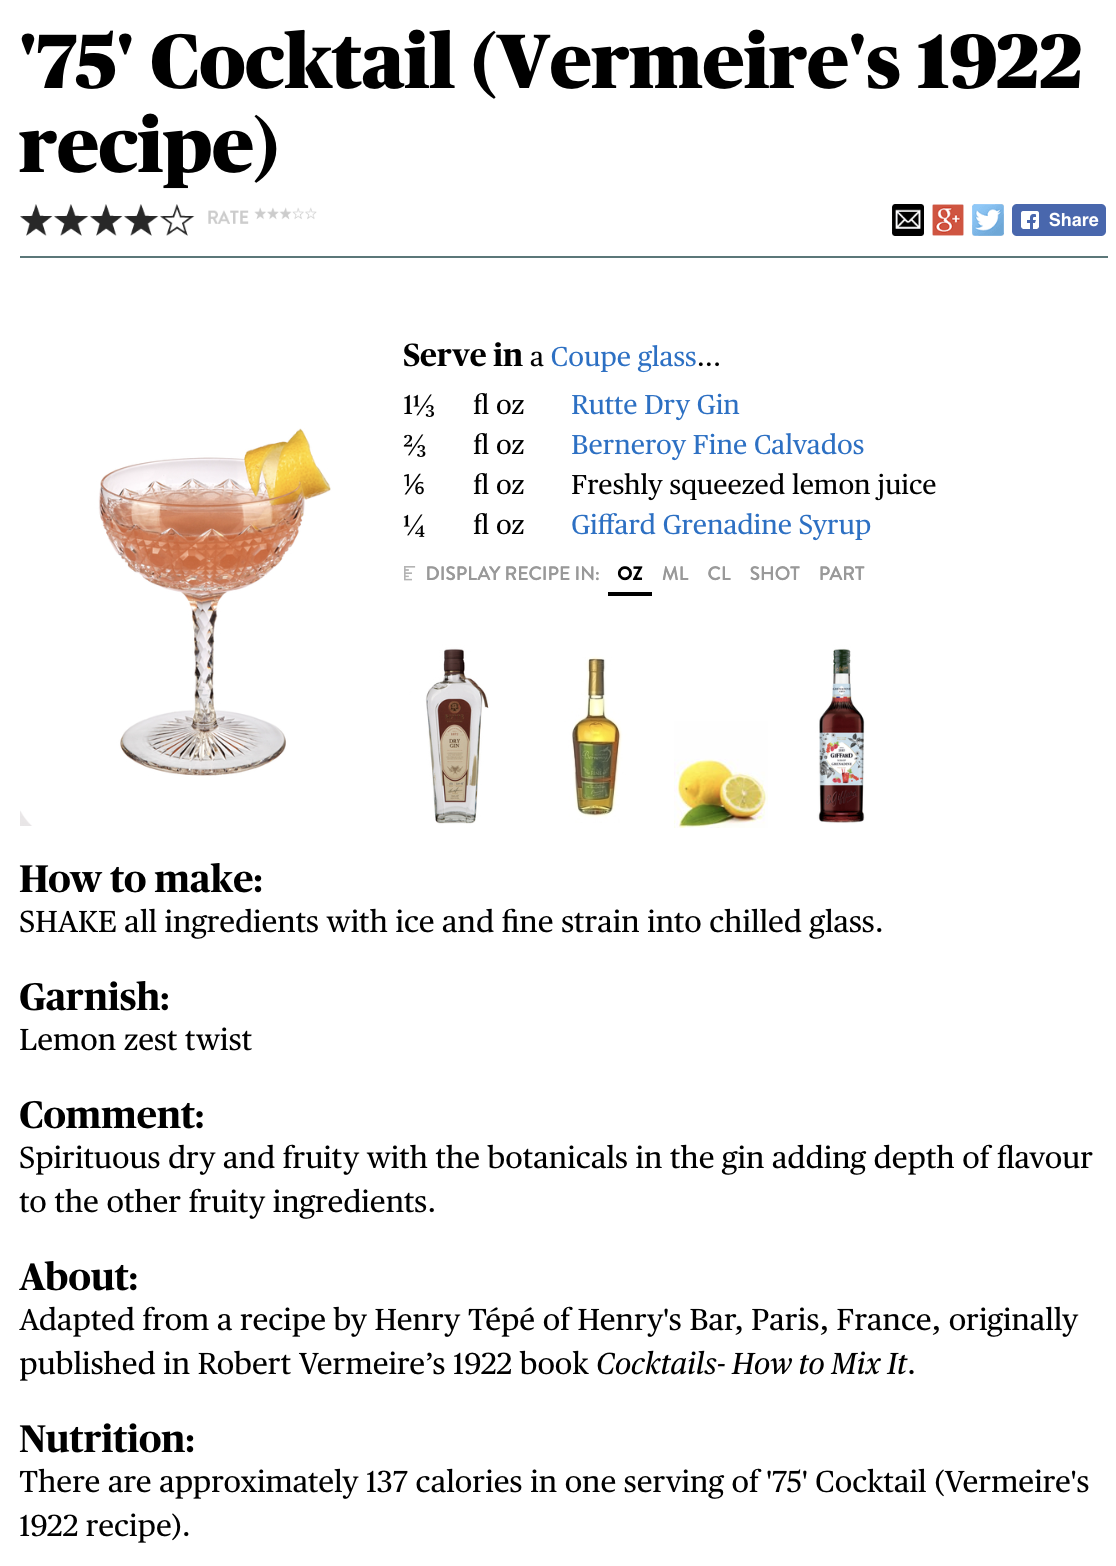 '75' Cocktail (Vermeire's 1922
recipe)
RATE
Share
Serve in a Coupe glass...
1⅓ fl oz Rutte Dry Gin
⅔ fl oz Berneroy Fine Calvados
⅙ fl oz Freshly squeezed lemon juice
¼ fl oz Giffard Grenadine Syrup
E DISPLAY RECIPE IN: OZ ML CL SHOT PART
DRY
GIN
GIFFARD
How to make:
SHAKE all ingredients with ice and fine strain into chilled glass.
Garnish:
Lemon zest twist
Comment:
Spirituous dry and fruity with the botanicals in the gin adding depth of flavour
to the other fruity ingredients.
About:
Adapted from a recipe by Henry Tépé of Henry's Bar, Paris, France, originally
published in Robert Vermeire’s 1922 book Cocktails- How to Mix It.
Nutrition:
There are approximately 137 calories in one serving of '75' Cocktail (Vermeire's
1922 recipe).